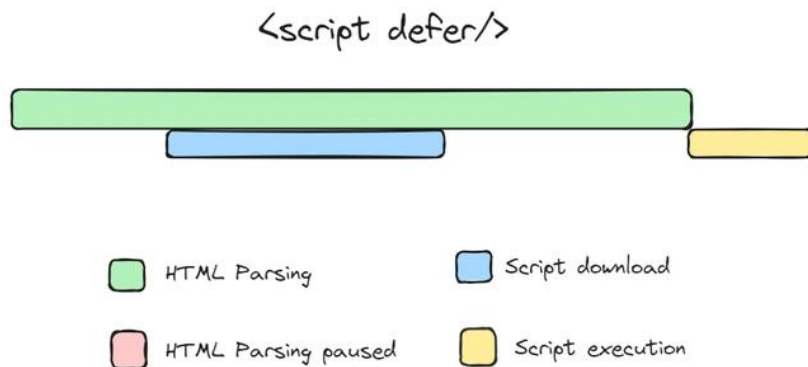 <script defer/>
HTML Parsing
Script download
HTML Parsing paused
Script execution